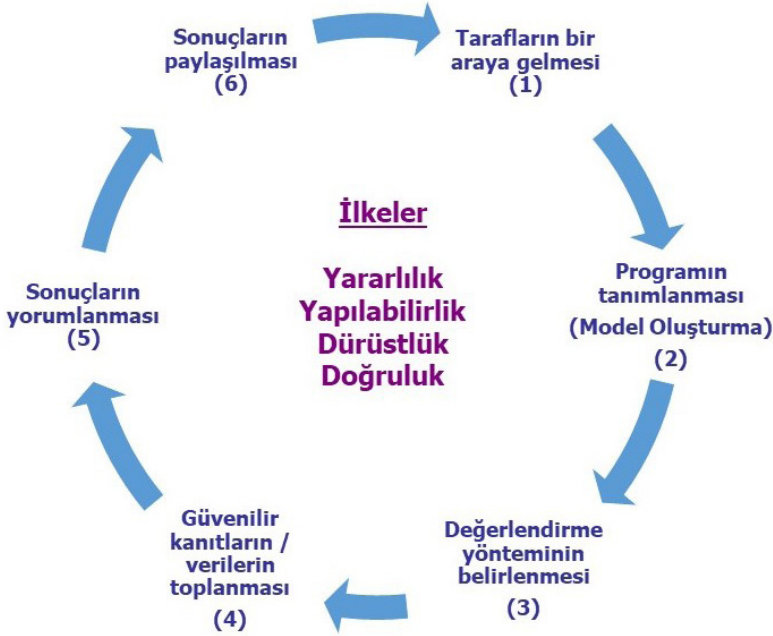 Tarafların bir
araya gelmesi
(1)
Programın
tanımlanması
(Model Oluşturma)
(2)
Değerlendirme
yönteminin
belirlenmesi
(3)
Güvenilir
kanıtların /
verilerin
toplanması
(4)
Sonuçların
yorumlanması
(5)
Sonuçların
paylaşılması
(6)
İlkeler
Yararlılık
Yapılabilirlik
Dürüstlük
Doğruluk